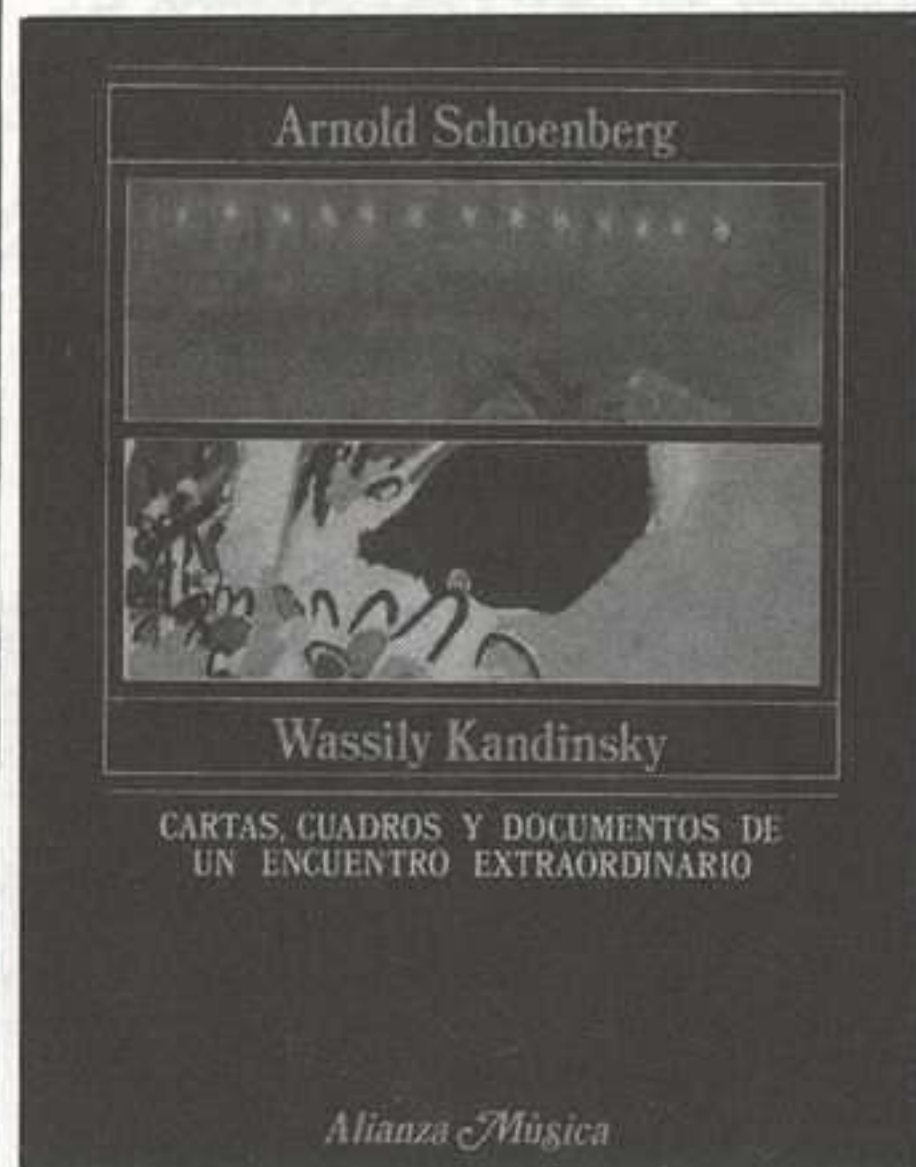 Arnold Schoenberg
Wassily Kandinsky
CARTAS, CUADROS Y DOCUMENTOS DE
UN ENCUENTRO EXTRAORDINARIO
Alianza Música